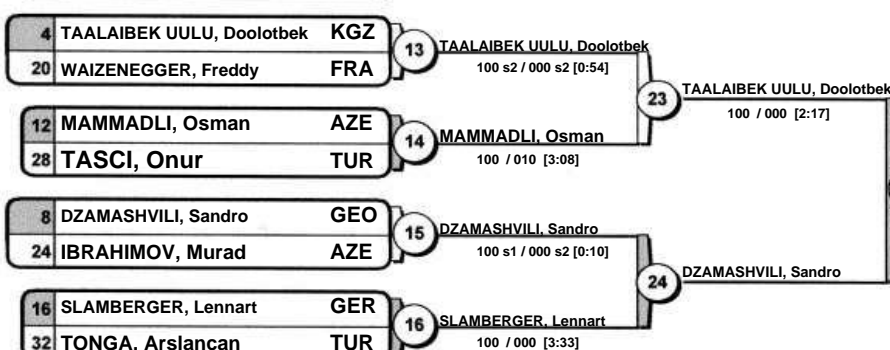 4 TAALAIBEK UULU, Doolotbek KGZ
20 WAIZENEGGER, Freddy FRA
13
TAALAIBEK UULU, Doolotbek
100 s2 / 000 s2 [0:54]
12 MAMMADLI, Osman AZE
28 TASCI, Onur TUR
14
MAMMADLI, Osman
100 / 010 [3:08]
23
TAALAIBEK UULU, Doolotbek
100 / 000 [2:17]
8 DZAMASHVILI, Sandro GEO
24 IBRAHIMOV, Murad AZE
15
DZAMASHVILI, Sandro
100 s1 / 000 s2 [0:10]
16 SLAMBERGER, Lennart GER
32 TONGA, Arslancan TUR
16
SLAMBERGER, Lennart
100 / 000 [3:33]
24
DZAMASHVILI, Sandro